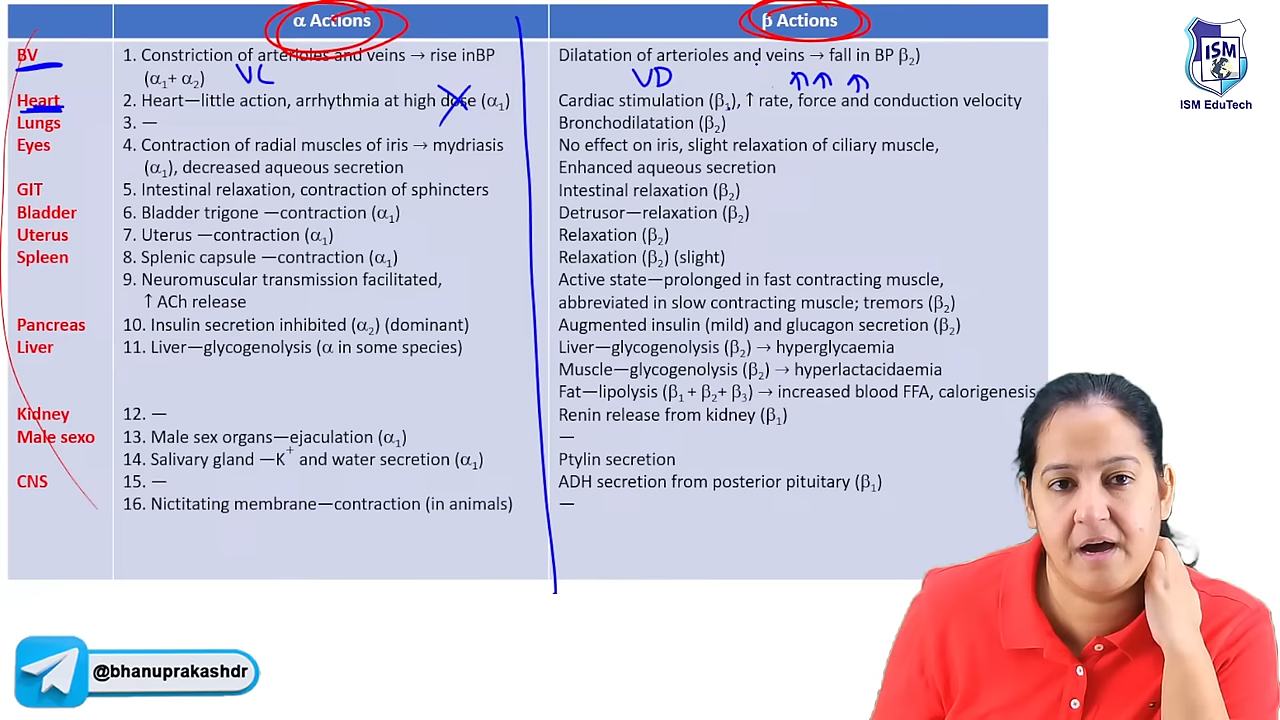 α Actions
β Actions
BV
1. Constriction of arterioles and veins → rise inBP
(α₁+ α₂)
VC
Dilatation of arterioles and veins → fall in BP β₂)
VD
↑↑ ↑
Heart
2. Heart—little action, arrhythmia at high dose (α₁)
Cardiac stimulation (β₁), ↑ rate, force and conduction velocity
Lungs
3. —
Bronchodilatation (β₂)
Eyes
4. Contraction of radial muscles of iris → mydriasis
(α₁), decreased aqueous secretion
No effect on iris, slight relaxation of ciliary muscle,
Enhanced aqueous secretion
GIT
5. Intestinal relaxation, contraction of sphincters
Intestinal relaxation (β₂)
Bladder
6. Bladder trigone —contraction (α₁)
Detrusor—relaxation (β₂)
Uterus
7. Uterus —contraction (α₁)
Relaxation (β₂)
Spleen
8. Splenic capsule —contraction (α₁)
Relaxation (β₂) (slight)
9. Neuromuscular transmission facilitated,
↑ ACh release
Active state—prolonged in fast contracting muscle,
abbreviated in slow contracting muscle; tremors (β₂)
Pancreas
10. Insulin secretion inhibited (α₂) (dominant)
Augmented insulin (mild) and glucagon secretion (β₂)
Liver
11. Liver—glycogenolysis (α in some species)
Liver—glycogenolysis (β₂) → hyperglycaemia
Muscle—glycogenolysis (β₂) → hyperlactacidaemia
Fat—lipolysis (β₁ + β₂+ β₃) → increased blood FFA, calorigenesis
Kidney
12. —
Renin release from kidney (β₁)
Male sexo
13. Male sex organs—ejaculation (α₁)
—
14. Salivary gland —K⁺ and water secretion (α₁)
Ptylin secretion
CNS
15. —
ADH secretion from posterior pituitary (β₁)
16. Nictitating membrane—contraction (in animals)
—
ISM
ISM EduTech
@bhanuprakashdr